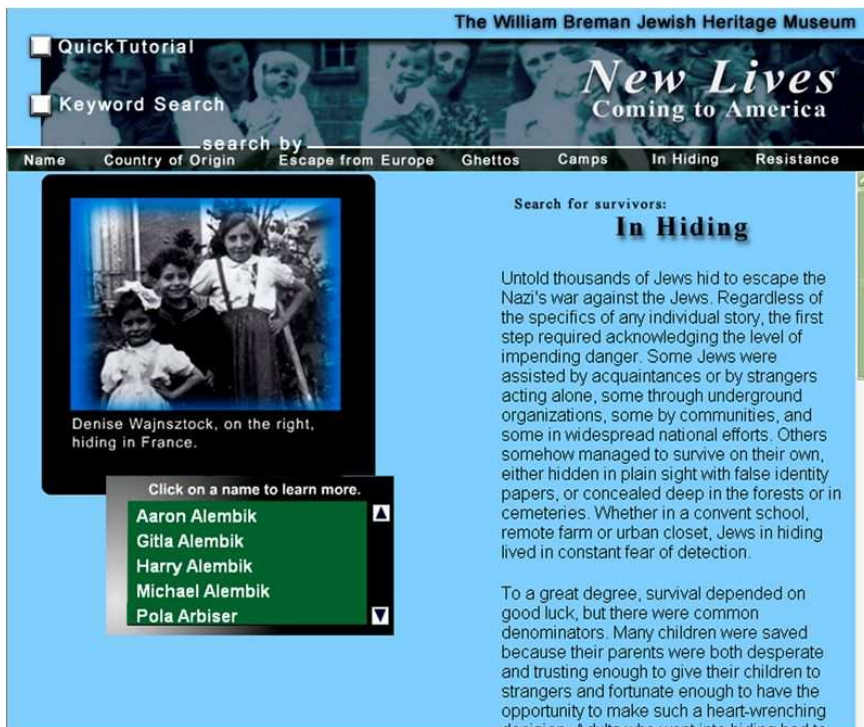 The William Breman Jewish Heritage Museum
QuickTutorial
Keyword Search
New Lives
Coming to America
search by
Name Country of Origin Escape from Europe Ghettos Camps In Hiding Resistance
Denise Wajnsztock, on the right,
hiding in France.
Click on a name to learn more.
Aaron Alembik
Gitla Alembik
Harry Alembik
Michael Alembik
Pola Arbiser
Search for survivors:
In Hiding
Untold thousands of Jews hid to escape the
Nazi's war against the Jews. Regardless of
the specifics of any individual story, the first
step required acknowledging the level of
impending danger. Some Jews were
assisted by acquaintances or by strangers
acting alone, some through underground
organizations, some by communities, and
some in widespread national efforts. Others
somehow managed to survive on their own,
either hidden in plain sight with false identity
papers, or concealed deep in the forests or in
cemeteries. Whether in a convent school,
remote farm or urban closet, Jews in hiding
lived in constant fear of detection.
To a great degree, survival depended on
good luck, but there were common
denominators. Many children were saved
because their parents were both desperate
and trusting enough to give their children to
strangers and fortunate enough to have the
opportunity to make such a heart-wrenching
decision. Adults who went into hiding had to